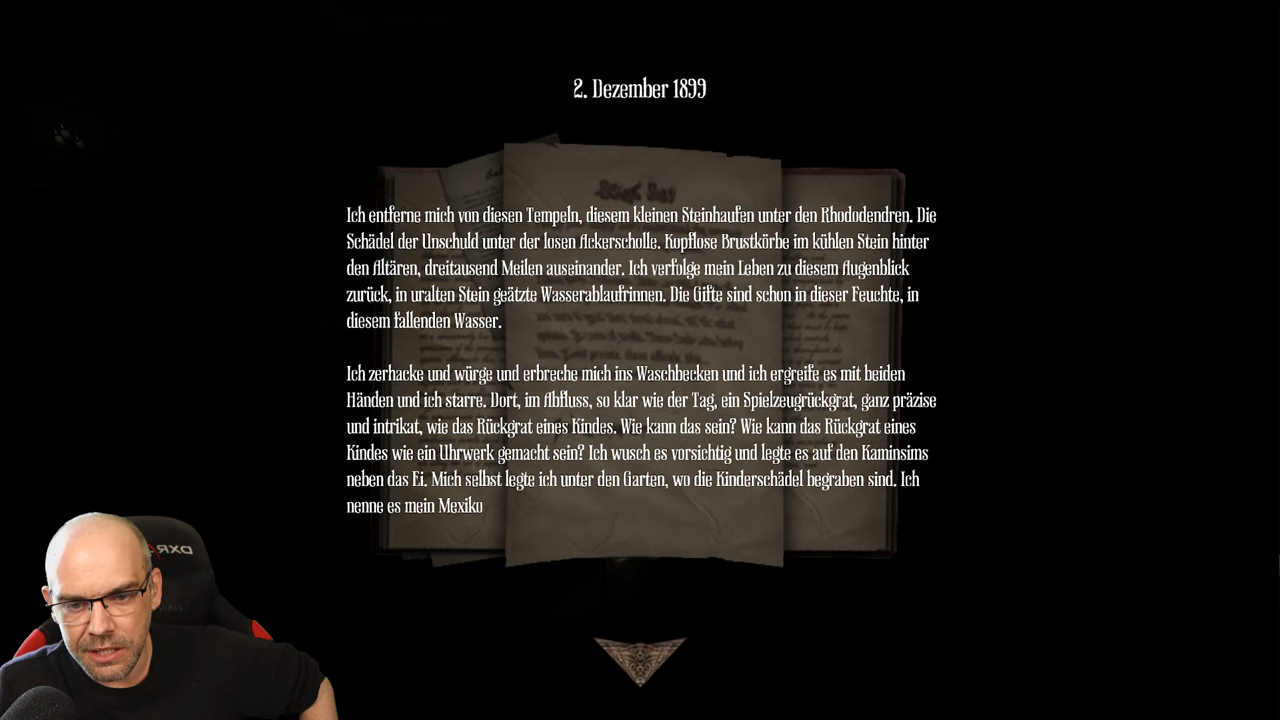 2. Dezember 1899
Ich entferne mich von diesen Tempeln, diesem kleinen Steinhaufen unter den Rhododendren. Die
Schädel der Unschuld unter der losen Ackerscholle. Kopflose Brustkörbe im kühlen Stein hinter
den Altären, dreitausend Meilen auseinander. Ich verfolge mein Leben zu diesem Augenblick
zurück, in uralten Stein geätzte Wasserablaufrinnen. Die Gifte sind schon in dieser Feuchte, in
diesem fallenden Wasser.
Ich zerhacke und würge und erbreche mich ins Waschbecken und ich ergreife es mit beiden
Händen und ich starre. Dort, im Abfluss, so klar wie der Tag, ein Spielzeugrückgrat, ganz präzise
und intrikat, wie das Rückgrat eines Kindes. Wie kann das sein? Wie kann das Rückgrat eines
Kindes wie ein Uhrwerk gemacht sein? Ich wusch es vorsichtig und legte es auf den Kaminsims
neben das Ei. Mich selbst legte ich unter den Garten, wo die Kinderschädel begraben sind. Ich
nenne es mein Mexiko